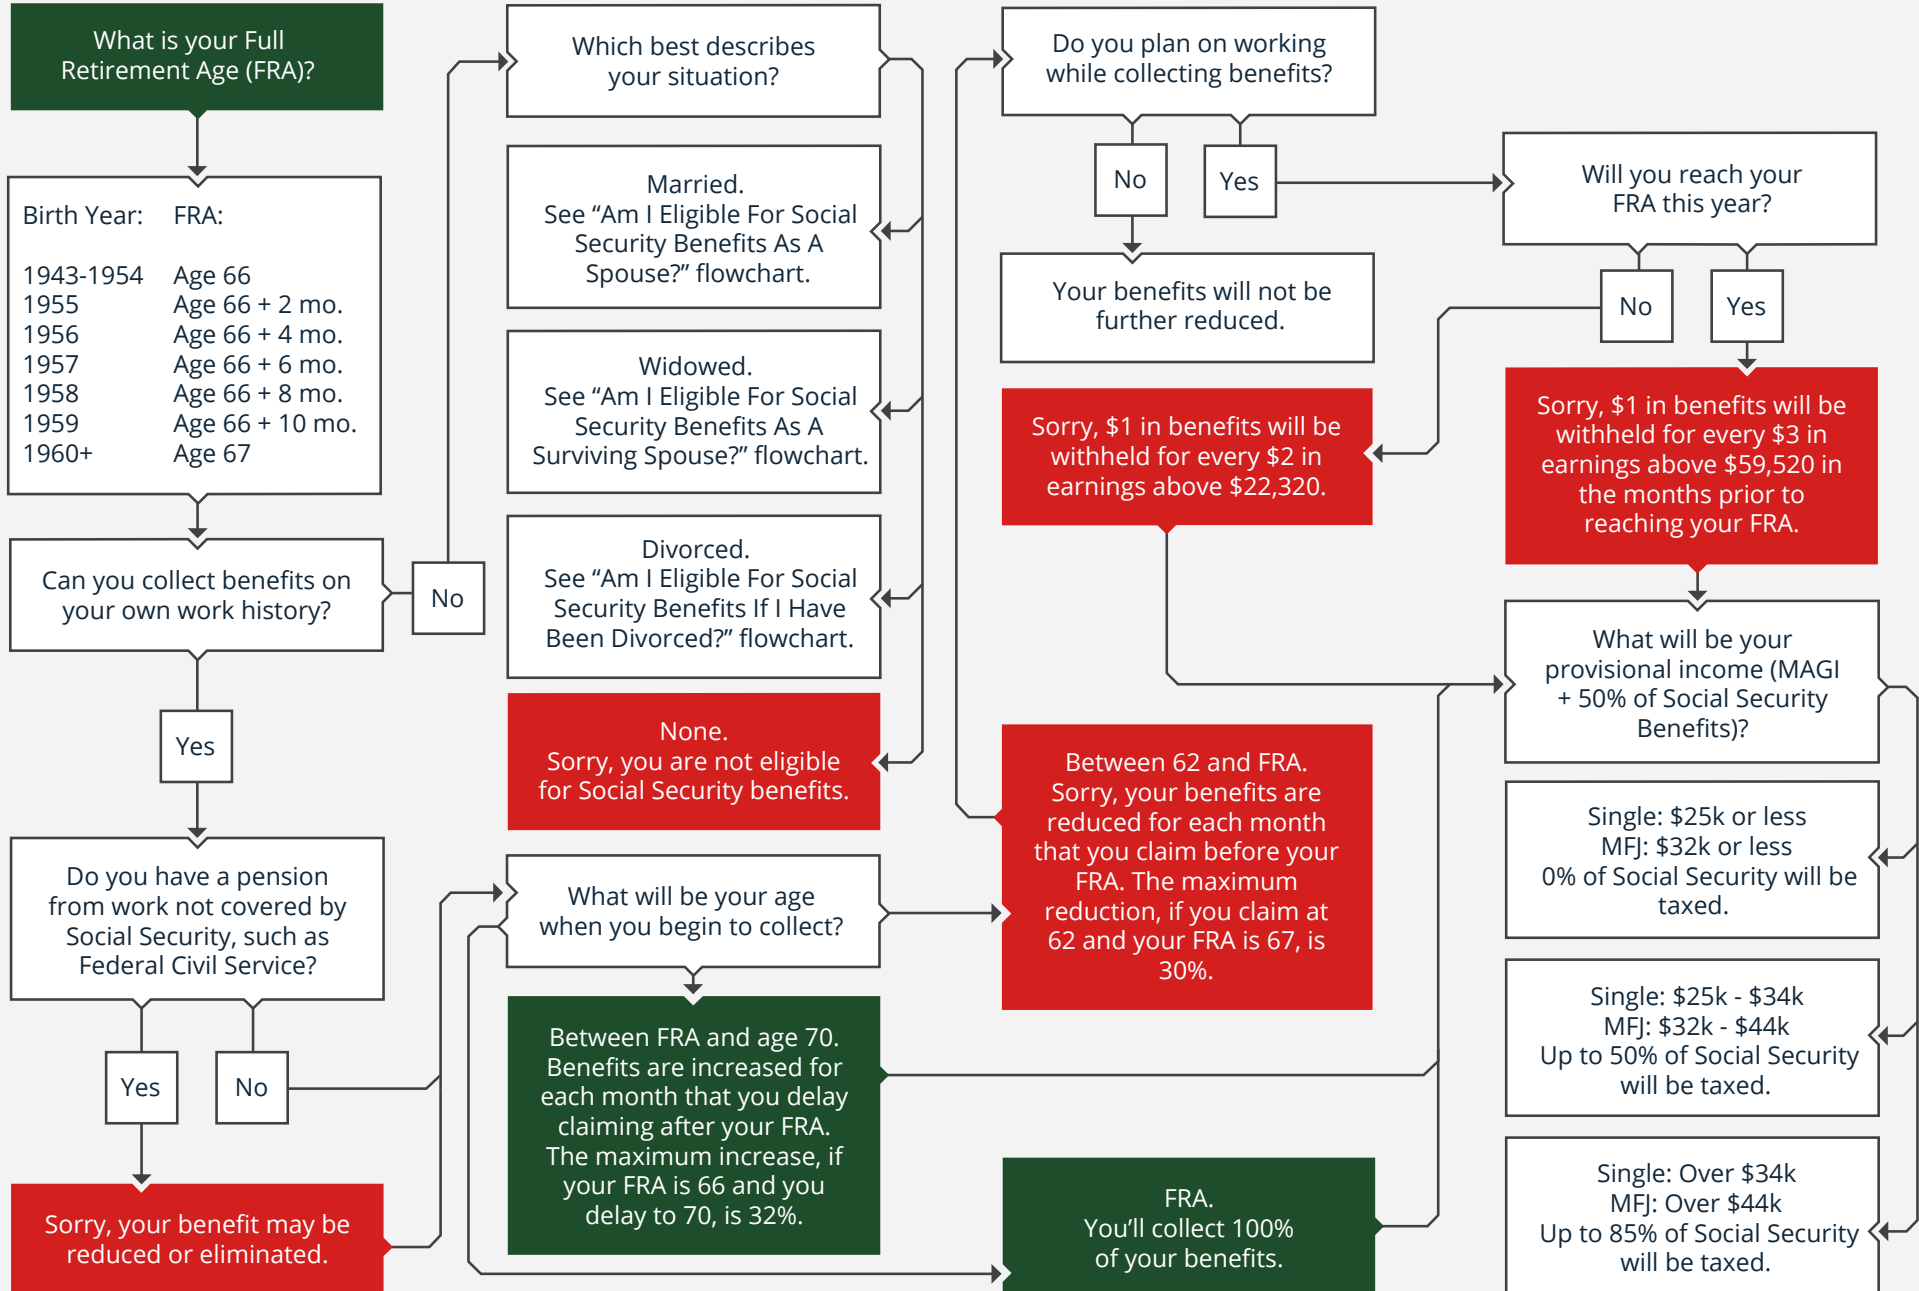 What is your Full
Retirement Age (FRA)?
Birth Year: FRA:
1943-1954 Age 66
1955 Age 66 + 2 mo.
1956 Age 66 + 4 mo.
1957 Age 66 + 6 mo.
1958 Age 66 + 8 mo.
1959 Age 66 + 10 mo.
1960+ Age 67
Can you collect benefits on
your own work history?
No
Yes
Do you have a pension
from work not covered by
Social Security, such as
Federal Civil Service?
Yes
No
Sorry, your benefit may be
reduced or eliminated.
Which best describes
your situation?
Married.
See “Am I Eligible For Social
Security Benefits As A
Spouse?” flowchart.
Widowed.
See “Am I Eligible For Social
Security Benefits As A
Surviving Spouse?” flowchart.
Divorced.
See “Am I Eligible For Social
Security Benefits If I Have
Been Divorced?” flowchart.
None.
Sorry, you are not eligible
for Social Security benefits.
What will be your age
when you begin to collect?
Between FRA and age 70.
Benefits are increased for
each month that you delay
claiming after your FRA.
The maximum increase, if
your FRA is 66 and you
delay to 70, is 32%.
Do you plan on working
while collecting benefits?
No
Yes
Your benefits will not be
further reduced.
Sorry, $1 in benefits will be
withheld for every $2 in
earnings above $22,320.
Between 62 and FRA.
Sorry, your benefits are
reduced for each month
that you claim before your
FRA. The maximum
reduction, if you claim at
62 and your FRA is 67, is
30%.
FRA.
You’ll collect 100%
of your benefits.
Will you reach your
FRA this year?
No
Yes
Sorry, $1 in benefits will be
withheld for every $3 in
earnings above $59,520 in
the months prior to
reaching your FRA.
What will be your
provisional income (MAGI
+ 50% of Social Security
Benefits)?
Single: $25k or less
MFJ: $32k or less
0% of Social Security will be
taxed.
Single: $25k - $34k
MFJ: $32k - $44k
Up to 50% of Social Security
will be taxed.
Single: Over $34k
MFJ: Over $44k
Up to 85% of Social Security
will be taxed.